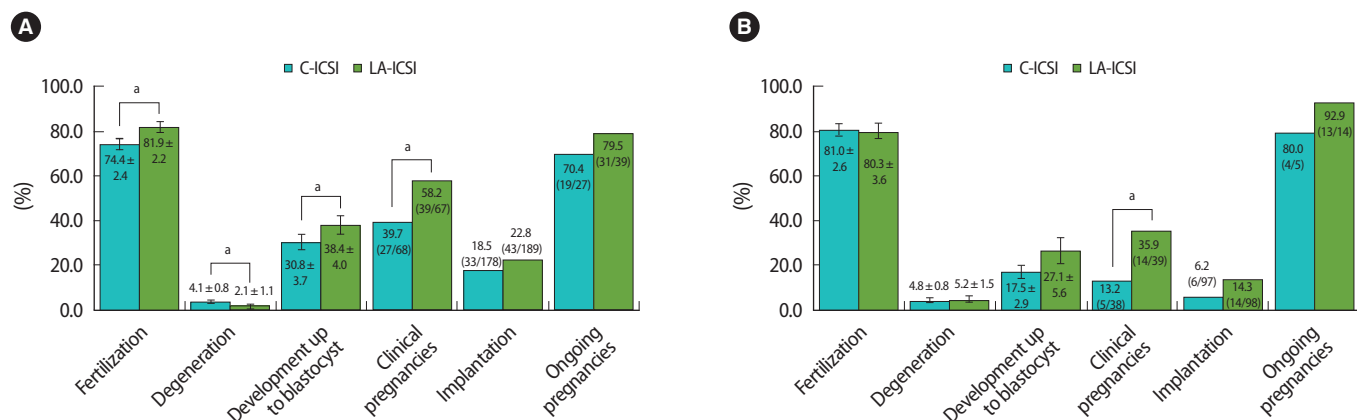 A
C-ICSI LA-ICSI
(%)
100.0
80.0
60.0
40.0
20.0
0.0
a
74.4 ±
2.4
81.9 ±
2.2
a
4.1 ± 0.8
2.1 ± 1.1
a
30.8 ±
3.7
38.4 ±
4.0
a
39.7
(27/68)
58.2
(39/67)
18.5
(33/178)
22.8
(43/189)
70.4
(19/27)
79.5
(31/39)
Fertilization
Degeneration
Development up
to blastocyst
Clinical
pregnancies
Implantation
Ongoing
pregnancies
B
C-ICSI LA-ICSI
(%)
100.0
80.0
60.0
40.0
20.0
0.0
81.0 ±
2.6
80.3 ±
3.6
4.8 ± 0.8
5.2 ± 1.5
17.5 ±
2.9
27.1 ±
5.6
a
13.2
(5/38)
35.9
(14/39)
6.2
(6/97)
14.3
(14/98)
80.0
(4/5)
92.9
(13/14)
Fertilization
Degeneration
Development up
to blastocyst
Clinical
pregnancies
Implantation
Ongoing
pregnancies